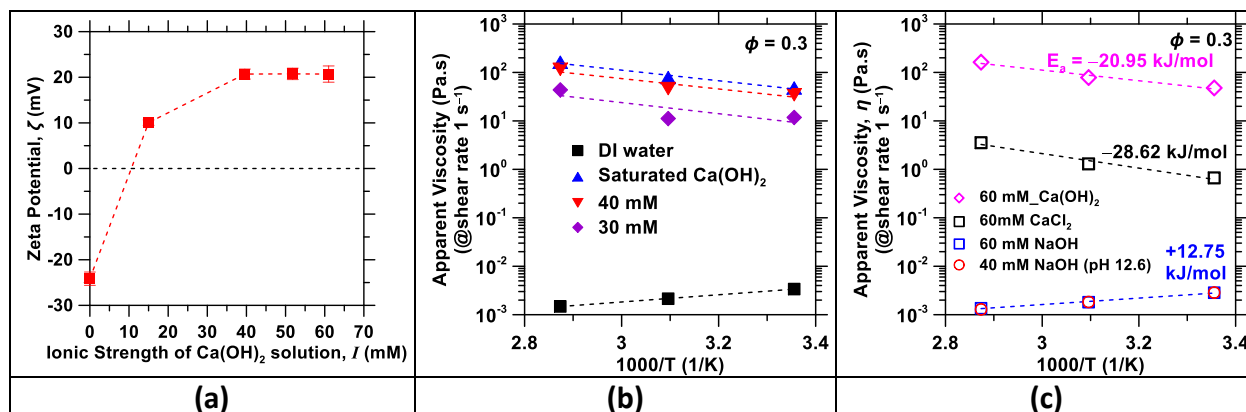 30
20
10
0
-10
-20
-30
Zeta Potential, ζ (mV)
0 10 20 30 40 50 60 70
Ionic Strength of Ca(OH)₂ solution, I (mM)
(a)
10³
10²
10¹
10⁰
10⁻¹
10⁻²
10⁻³
Apparent Viscosity (Pa.s)
(@shear rate 1 s⁻¹)
ϕ = 0.3
DI water
Saturated Ca(OH)₂
40 mM
30 mM
2.8 3 3.2 3.4
1000/T (1/K)
(b)
10³
10²
10¹
10⁰
10⁻¹
10⁻²
10⁻³
Apparent Viscosity, η (Pa.s)
(@shear rate 1 s⁻¹)
ϕ = 0.3
Eₐ = −20.95 kJ/mol
−28.62 kJ/mol
60 mM_Ca(OH)₂
60mM CaCl₂
60 mM NaOH
40 mM NaOH (pH 12.6)
+12.75
kJ/mol
2.8 3 3.2 3.4
1000/T (1/K)
(c)